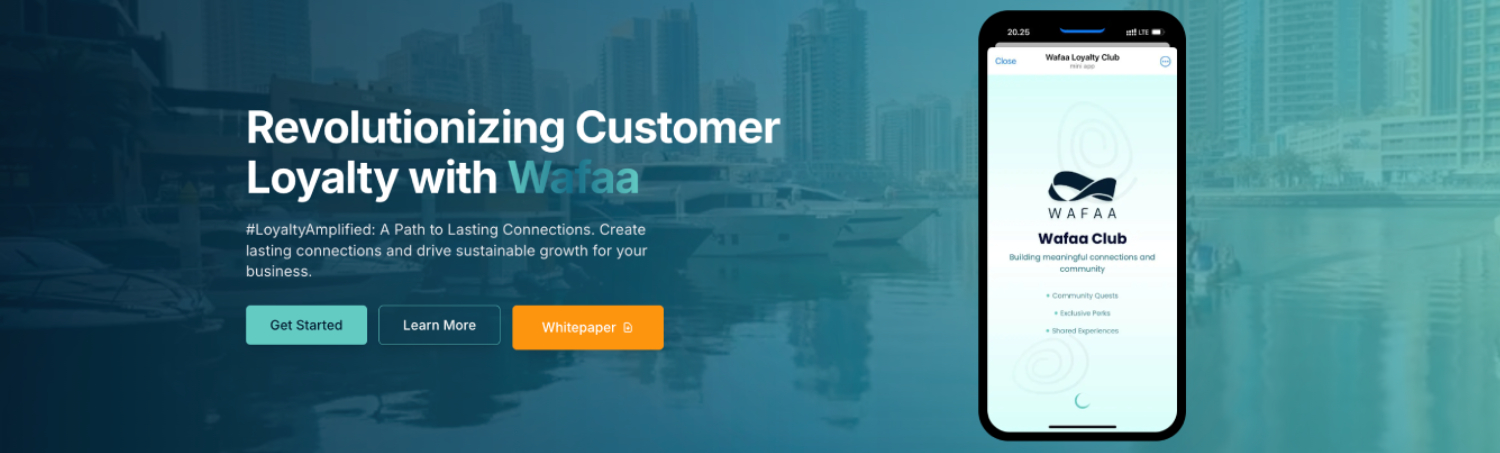 Revolutionizing Customer
Loyalty with Wafaa
#LoyaltyAmplified: A Path to Lasting Connections. Create
lasting connections and drive sustainable growth for your
business.
Get Started
Learn More
Whitepaper
20.25
LTE
Close
Wafaa Loyalty Club
mini app
WAFAA
Wafaa Club
Building meaningful connections and
community
+ Community Quests
+ Exclusive Perks
+ Shared Experiences